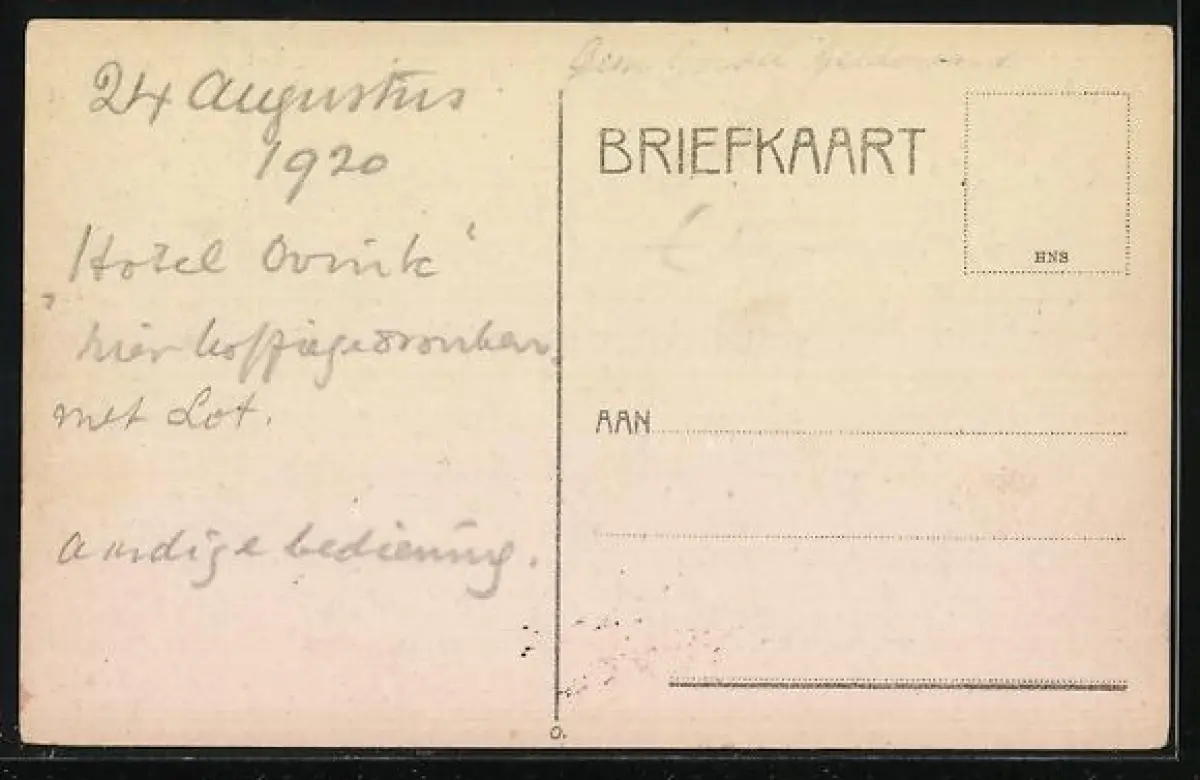 24 Augustus
1920
"Hotel Ovink"
hier koffiegedronken
met Lot.
aardige bediening.
BRIEFKAART
HNS
AAN
O.